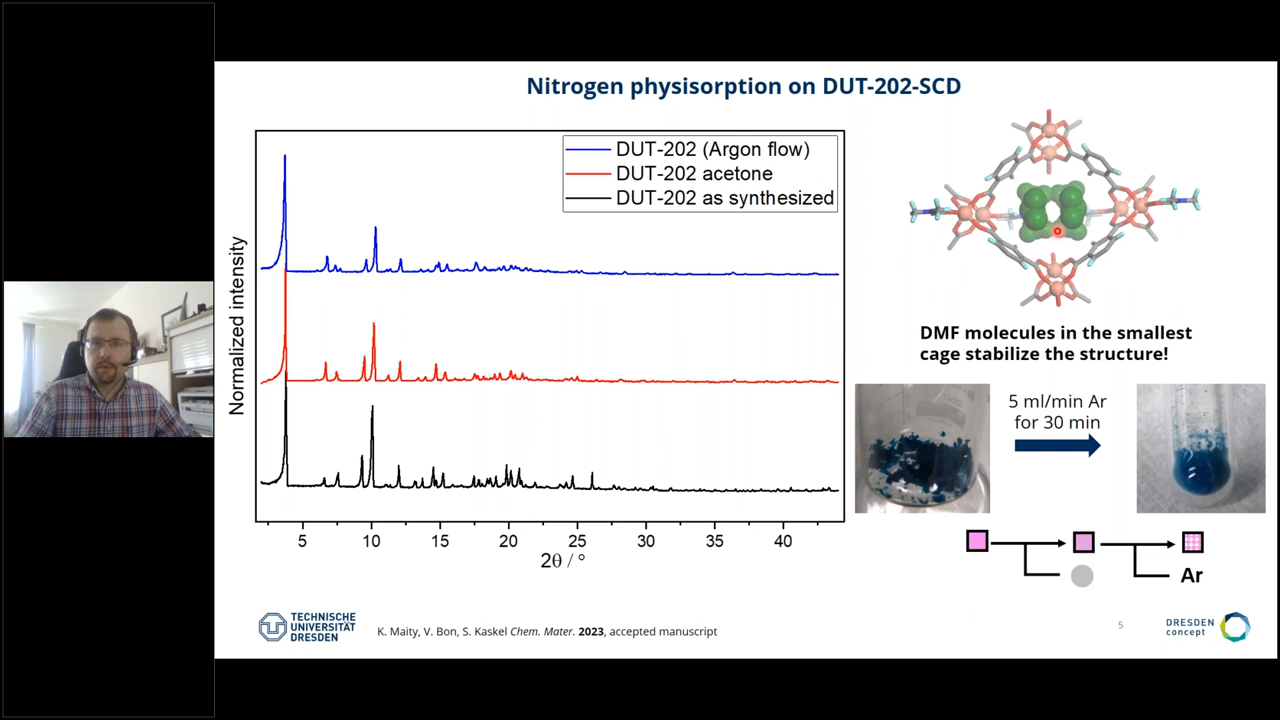 Nitrogen physisorption on DUT-202-SCD
DUT-202 (Argon flow)
DUT-202 acetone
DUT-202 as synthesized
Normalized intensity
5 10 15 20 25 30 35 40
2θ / °
DMF molecules in the smallest
cage stabilize the structure!
5 ml/min Ar
for 30 min
Ar
TECHNISCHE
UNIVERSITÄT
DRESDEN
K. Maity, V. Bon, S. Kaskel Chem. Mater. 2023, accepted manuscript
5
DRESDEN
concept